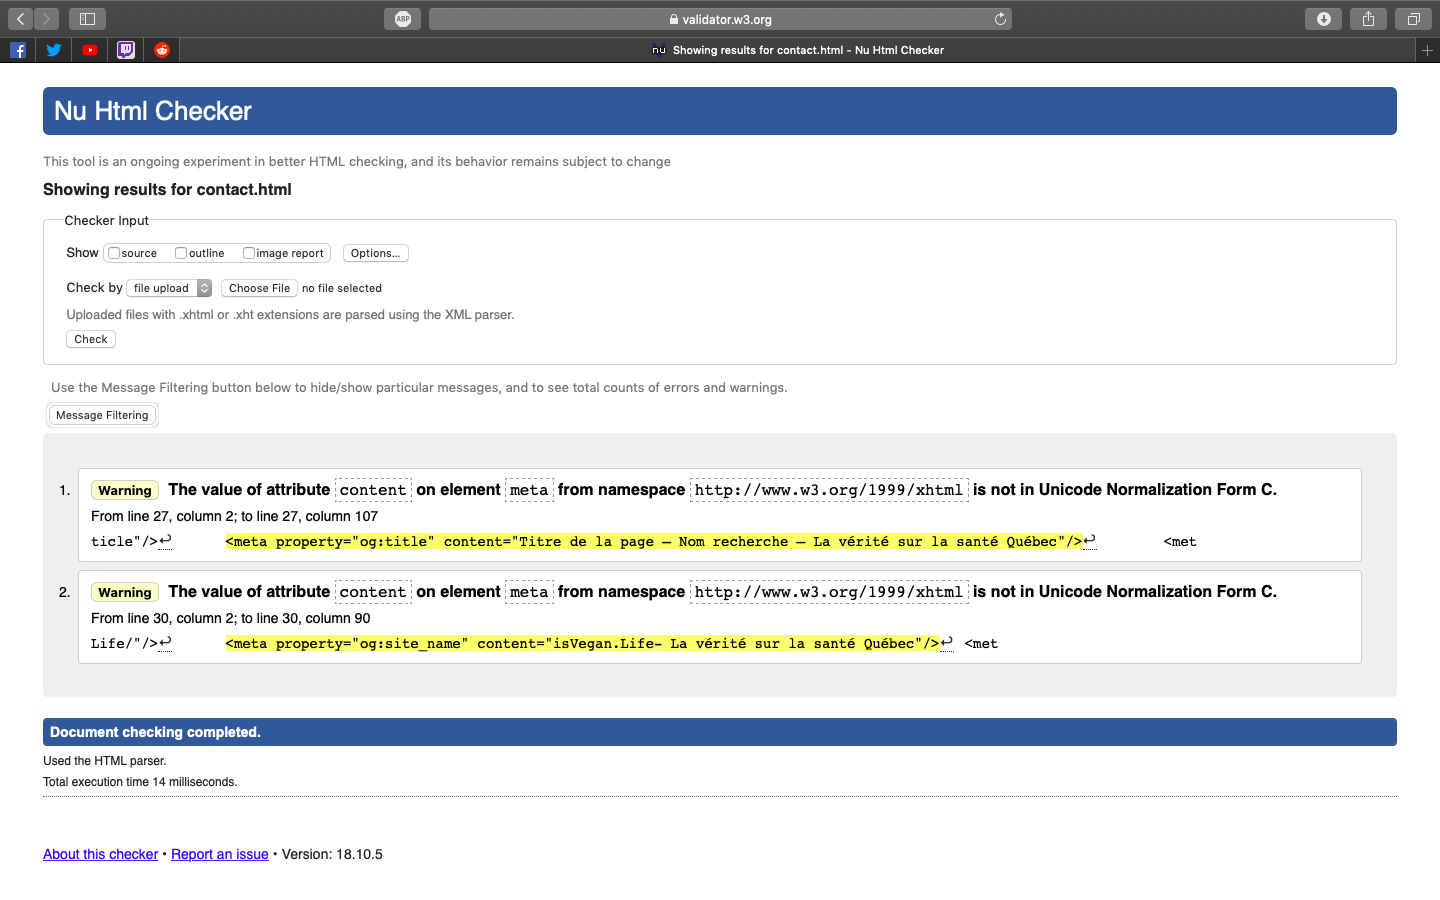 ABP
validator.w3.org
nu Showing results for contact.html - Nu Html Checker
Nu Html Checker
This tool is an ongoing experiment in better HTML checking, and its behavior remains subject to change
Showing results for contact.html
Checker Input
Show source outline image report Options...
Check by file upload Choose File no file selected
Uploaded files with .xhtml or .xht extensions are parsed using the XML parser.
Check
Use the Message Filtering button below to hide/show particular messages, and to see total counts of errors and warnings.
Message Filtering
1. Warning The value of attribute content on element meta from namespace http://www.w3.org/1999/xhtml is not in Unicode Normalization Form C.
From line 27, column 2; to line 27, column 107
ticle"/>↩ <meta property="og:title" content="Titre de la page – Nom recherche – La vérité sur la santé Québec"/>↩ <met
2. Warning The value of attribute content on element meta from namespace http://www.w3.org/1999/xhtml is not in Unicode Normalization Form C.
From line 30, column 2; to line 30, column 90
Life/"/>↩ <meta property="og:site_name" content="isVegan.Life- La vérité sur la santé Québec"/>↩ <met
Document checking completed.
Used the HTML parser.
Total execution time 14 milliseconds.
About this checker • Report an issue • Version: 18.10.5